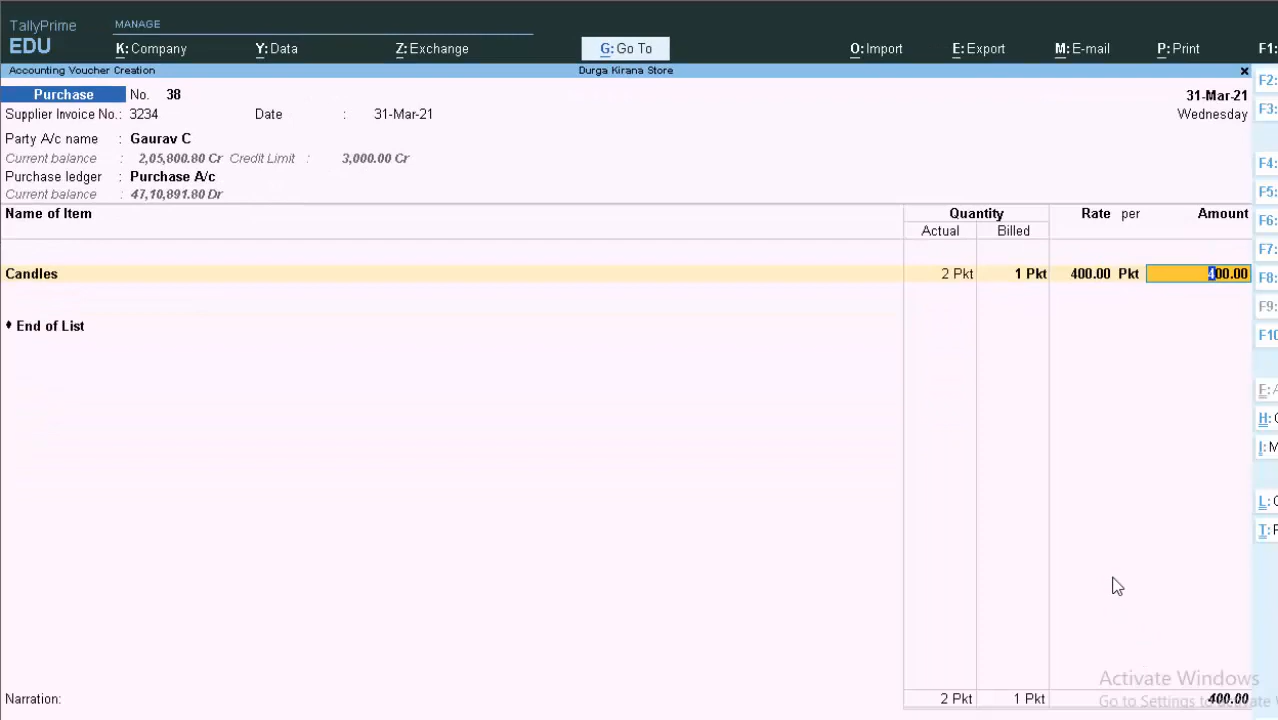 TallyPrime
EDU
MANAGE
K: Company Y: Data Z: Exchange G: Go To O: Import E: Export M: E-mail P: Print F1:
Accounting Voucher Creation Durga Kirana Store ×
F2:
Purchase No. 38 31-Mar-21
F3:
Supplier Invoice No.: 3234 Date : 31-Mar-21 Wednesday
Party A/c name : Gaurav C
Current balance : 2,05,800.80 Cr Credit Limit : 3,000.00 Cr
F4:
Purchase ledger : Purchase A/c
Current balance : 47,10,891.80 Dr
F5:
Name of Item Quantity Rate per Amount
F6:
Actual Billed
F7:
Candles 2 Pkt 1 Pkt 400.00 Pkt 400.00
F8:
F9:
♦ End of List
F10
E: A
H: C
I: M
L: C
T: F
Activate Windows
Narration: 2 Pkt 1 Pkt 400.00
Go to Settings to activate W